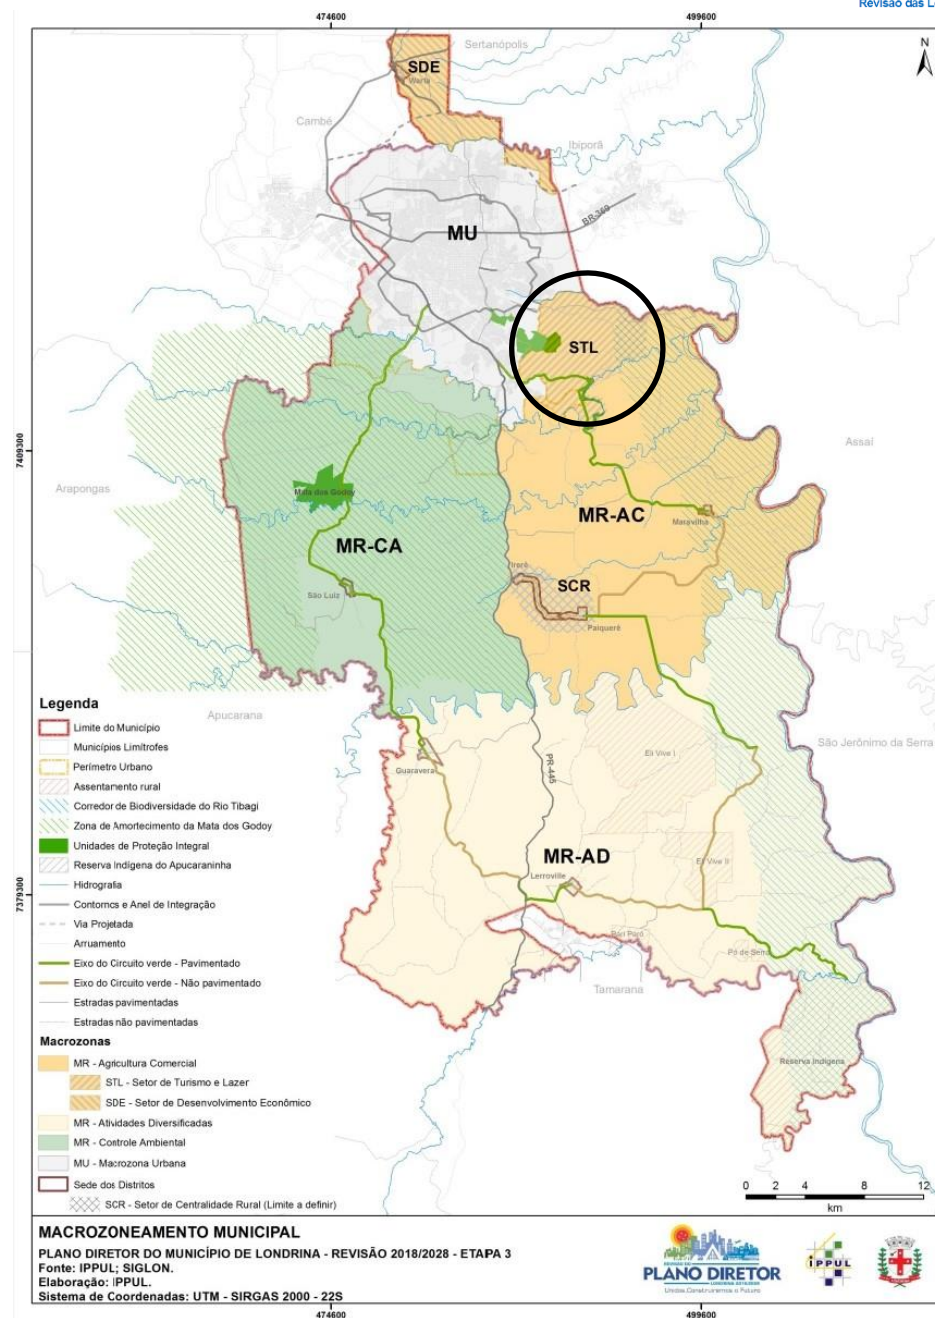 Revisão das L
474600
499600
N
Sertanópolis
SDE
Warta
Cambé
Ibiporã
BR-369
MU
STL
7409300
Assaí
Arapongas
Mata dos Godoy
MR-AC
Maravilha
MR-CA
Irerê
SCR
São Luiz
Paiquerê
Legenda
Limite do Município
Municípios Limítrofes
Perímetro Urbano
Assentamento rural
Corredor de Biodiversidade do Rio Tibagi
Zona de Amortecimento da Mata dos Godoy
Unidades de Proteção Integral
Reserva Indígena do Apucaraninha
Hidrografia
Contornos e Anel de Integração
Via Projetada
Arruamento
Eixo do Circuito verde - Pavimentado
Eixo do Circuito verde - Não pavimentado
Estradas pavimentadas
Estradas não pavimentadas
Macrozonas
MR - Agricultura Comercial
STL - Setor de Turismo e Lazer
SDE - Setor de Desenvolvimento Econômico
MR - Atividades Diversificadas
MR - Controle Ambiental
MU - Macrozona Urbana
Sede dos Distritos
SCR - Setor de Centralidade Rural (Limite a definir)
Apucarana
São Jerônimo da Serra
Guaravera
PR-445
Eli Vive I
MR-AD
Eli Vive II
Lerroville
7379300
Pari Paró
Pó de Serra
Tamarana
Reserva Indígena
0 2 4 8 12
km
MACROZONEAMENTO MUNICIPAL
PLANO DIRETOR DO MUNICÍPIO DE LONDRINA - REVISÃO 2018/2028 - ETAPA 3
Fonte: IPPUL; SIGLON.
Elaboração: IPPUL.
Sistema de Coordenadas: UTM - SIRGAS 2000 - 22S
PLANO DIRETOR
Unidos Construiremos o Futuro
IPPUL
474600
499600